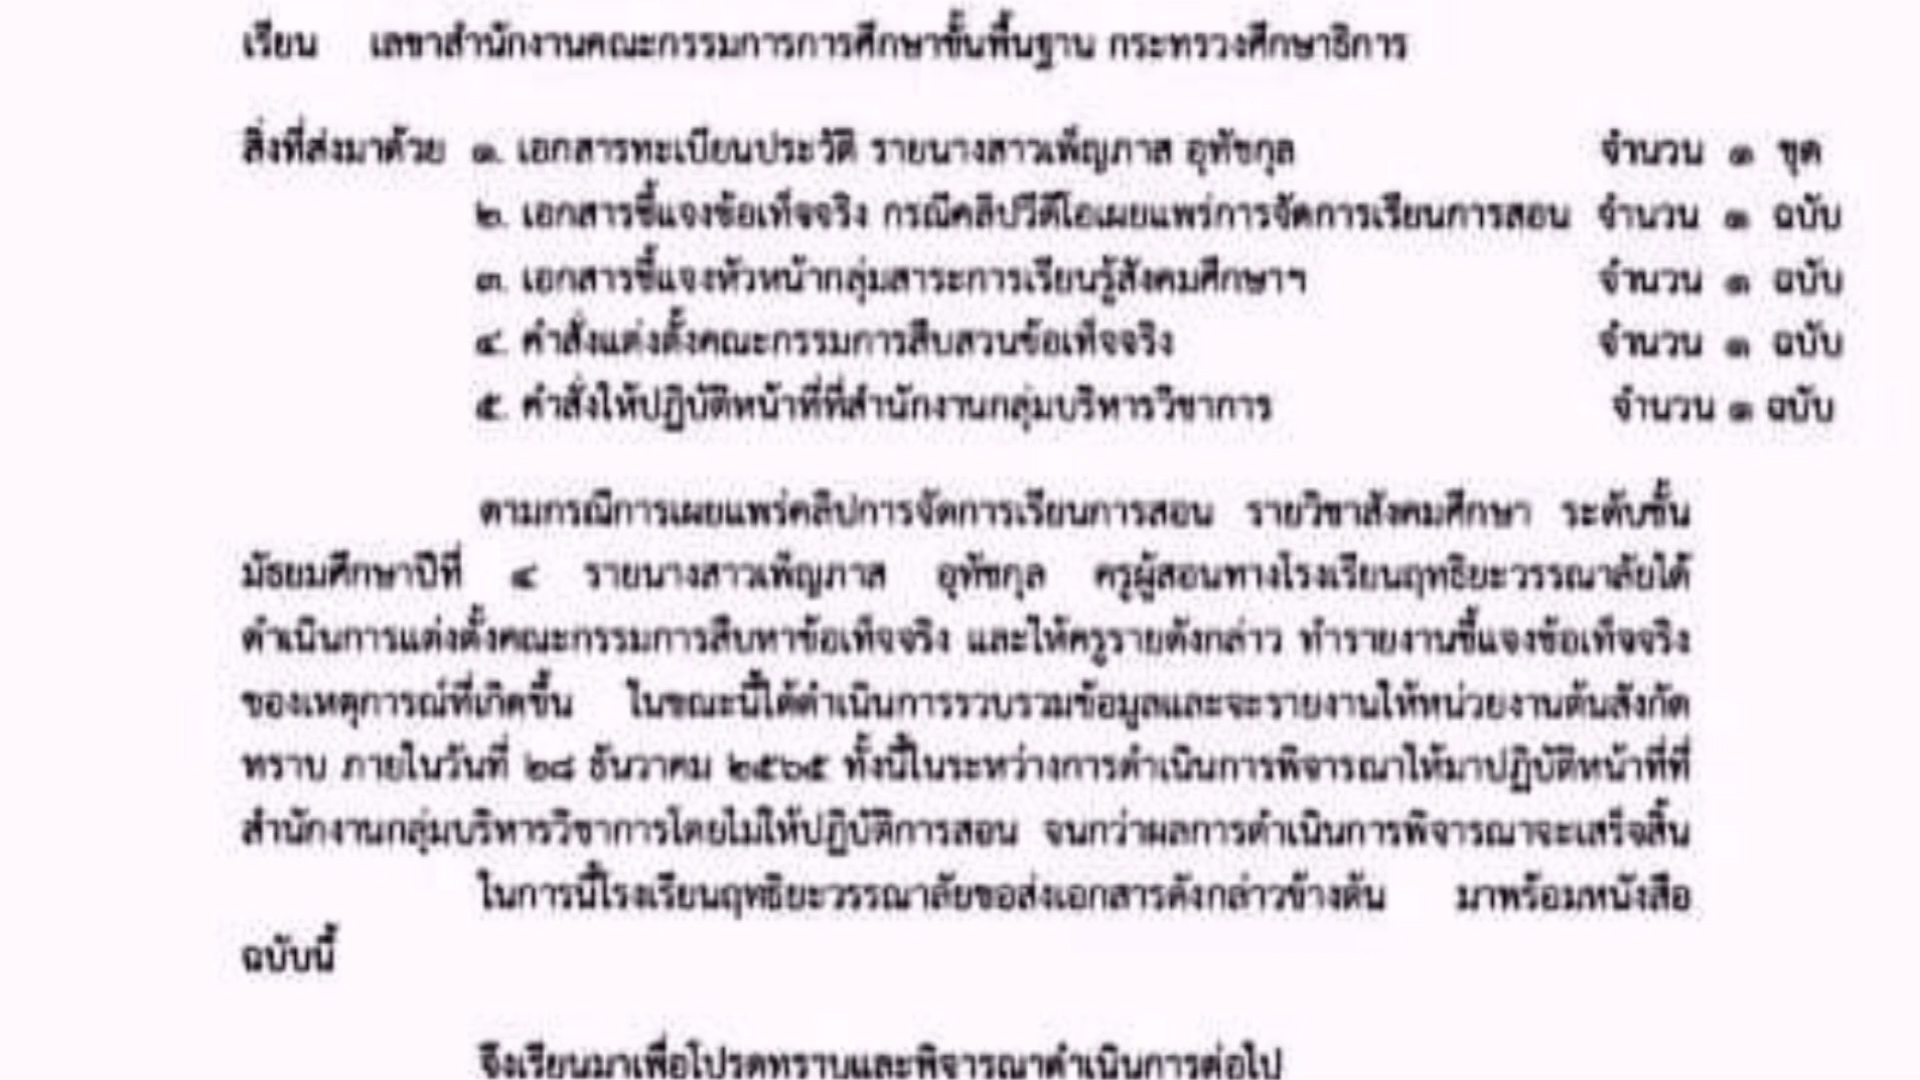 เรียน เลขาสำนักงานคณะกรรมการการศึกษาขั้นพื้นฐาน กระทรวงศึกษาธิการ
สิ่งที่ส่งมาด้วย ๑. เอกสารทะเบียนประวัติ รายนางสาวเพ็ญภาส อุทัชกุล จำนวน ๑ ชุด
๒. เอกสารชี้แจงข้อเท็จจริง กรณีคลิปวีดีโอเผยแพร่การจัดการเรียนการสอน จำนวน ๑ ฉบับ
๓. เอกสารชี้แจงหัวหน้ากลุ่มสาระการเรียนรู้สังคมศึกษาฯ จำนวน ๑ ฉบับ
๔. คำสั่งแต่งตั้งคณะกรรมการสืบสวนข้อเท็จจริง จำนวน ๑ ฉบับ
๕. คำสั่งให้ปฏิบัติหน้าที่ที่สำนักงานกลุ่มบริหารวิชาการ จำนวน ๑ ฉบับ
ตามกรณีการเผยแพร่คลิปการจัดการเรียนการสอน รายวิชาสังคมศึกษา ระดับชั้น
มัธยมศึกษาปีที่ ๔ รายนางสาวเพ็ญภาส อุทัชกุล ครูผู้สอนทางโรงเรียนฤทธิยะวรรณาลัยได้
ดำเนินการแต่งตั้งคณะกรรมการสืบหาข้อเท็จจริง และให้ครูรายดังกล่าว ทำรายงานชี้แจงข้อเท็จจริง
ของเหตุการณ์ที่เกิดขึ้น ในขณะนี้ได้ดำเนินการรวบรวมข้อมูลและจะรายงานให้หน่วยงานต้นสังกัด
ทราบ ภายในวันที่ ๒๘ ธันวาคม ๒๕๖๕ ทั้งนี้ในระหว่างการดำเนินการพิจารณาให้มาปฏิบัติหน้าที่ที่
สำนักงานกลุ่มบริหารวิชาการโดยไม่ให้ปฏิบัติการสอน จนกว่าผลการดำเนินการพิจารณาจะเสร็จสิ้น
ในการนี้โรงเรียนฤทธิยะวรรณาลัยขอส่งเอกสารดังกล่าวข้างต้น มาพร้อมหนังสือ
ฉบับนี้
จึงเรียนมาเพื่อโปรดทราบและพิจารณาดำเนินการต่อไป